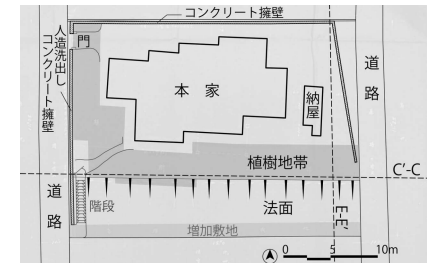 コンクリート擁壁
人造洗出し
コンクリート擁壁
門
本家
納屋
道路
植樹地帯
C'-C
道路
階段
法面
E-E'
増加敷地
0 5 10m